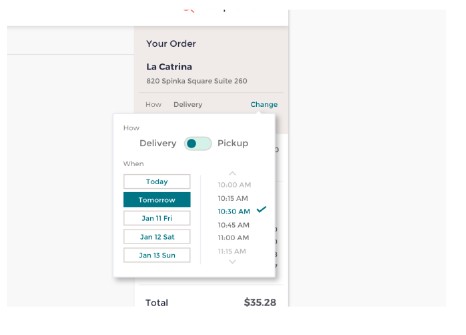 Your Order
La Catrina
820 Spinka Square Suite 260
How Delivery Change
How
Delivery Pickup
When
Today
Tomorrow
Jan 11 Fri
Jan 12 Sat
Jan 13 Sun
10:00 AM
10:15 AM
10:30 AM
10:45 AM
11:00 AM
11:15 AM
Total $35.28